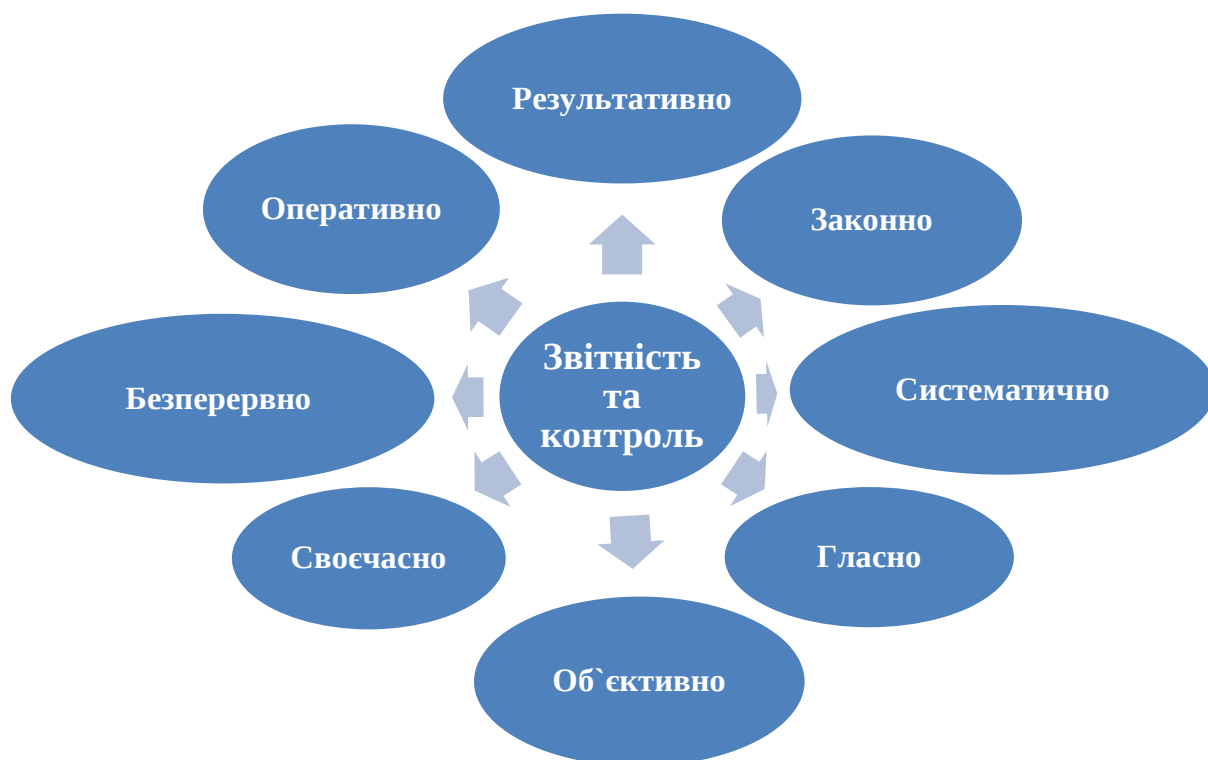 Результативно
Оперативно
Законно
Звітність
та
контроль
Систематично
Безперервно
Своєчасно
Гласно
Об`єктивно